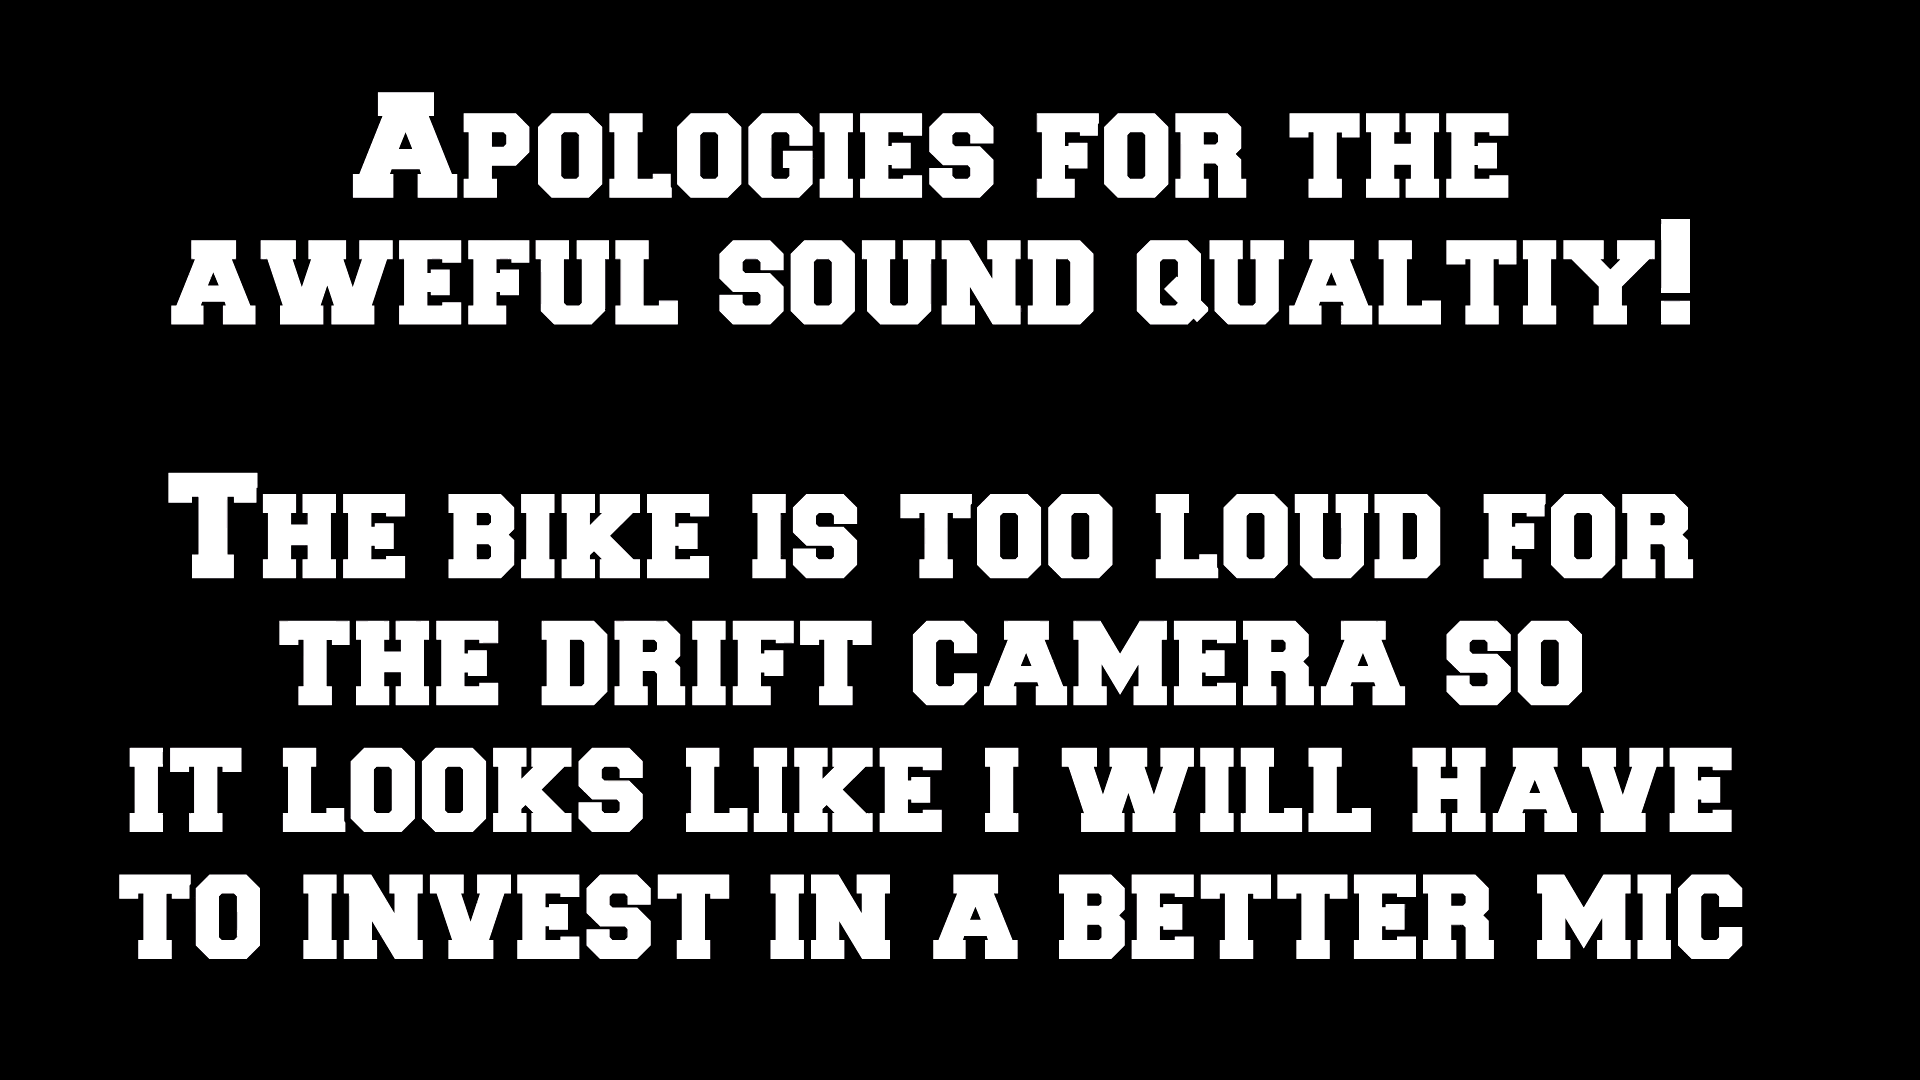 Apologies for the
aweful sound qualtiy!
The bike is too loud for
the drift camera so
it looks like i will have
to invest in a better mic